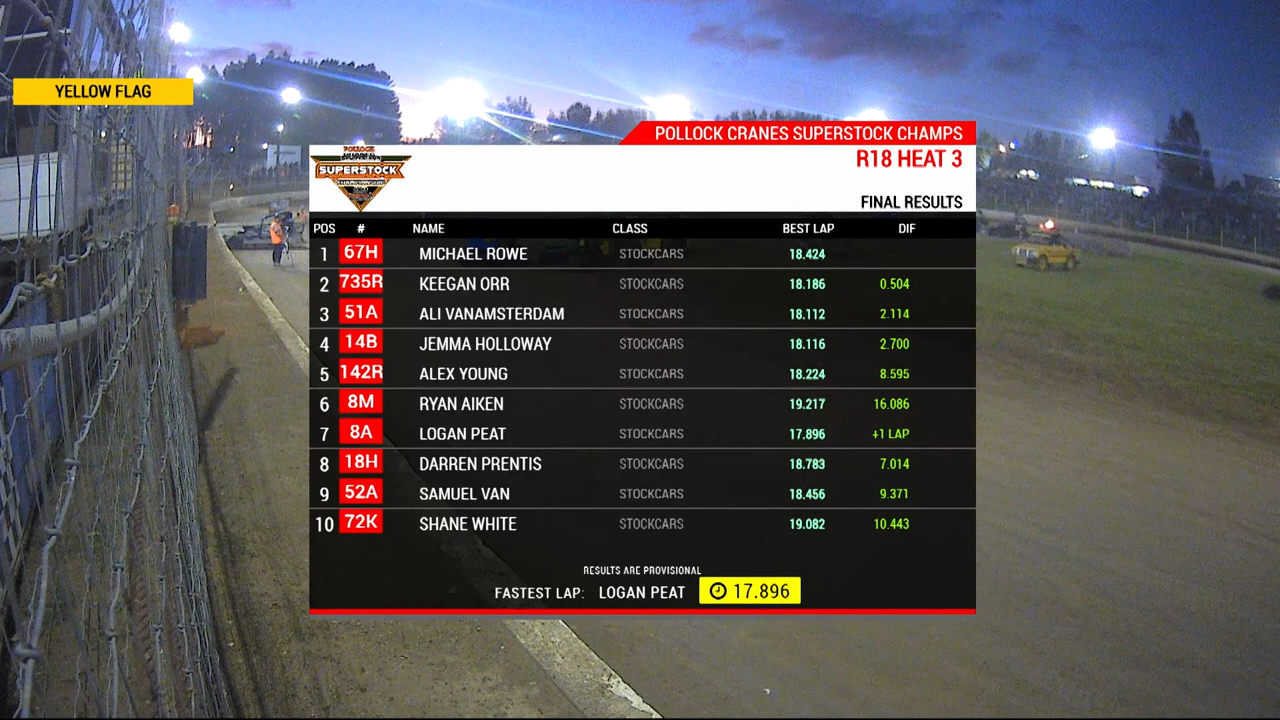 YELLOW FLAG
POLLOCK CRANES SUPERSTOCK CHAMPS
R18 HEAT 3
POLLOCK
SUPERSTOCK
FINAL RESULTS
POS # NAME CLASS BEST LAP DIF
1 67H MICHAEL ROWE STOCKCARS 18.424
2 735R KEEGAN ORR STOCKCARS 18.186 0.504
3 51A ALI VANAMSTERDAM STOCKCARS 18.112 2.114
4 14B JEMMA HOLLOWAY STOCKCARS 18.116 2.700
5 142R ALEX YOUNG STOCKCARS 18.224 8.595
6 8M RYAN AIKEN STOCKCARS 19.217 16.086
7 8A LOGAN PEAT STOCKCARS 17.896 +1 LAP
8 18H DARREN PRENTIS STOCKCARS 18.783 7.014
9 52A SAMUEL VAN STOCKCARS 18.456 9.371
10 72K SHANE WHITE STOCKCARS 19.082 10.443
RESULTS ARE PROVISIONAL
FASTEST LAP: LOGAN PEAT 17.896